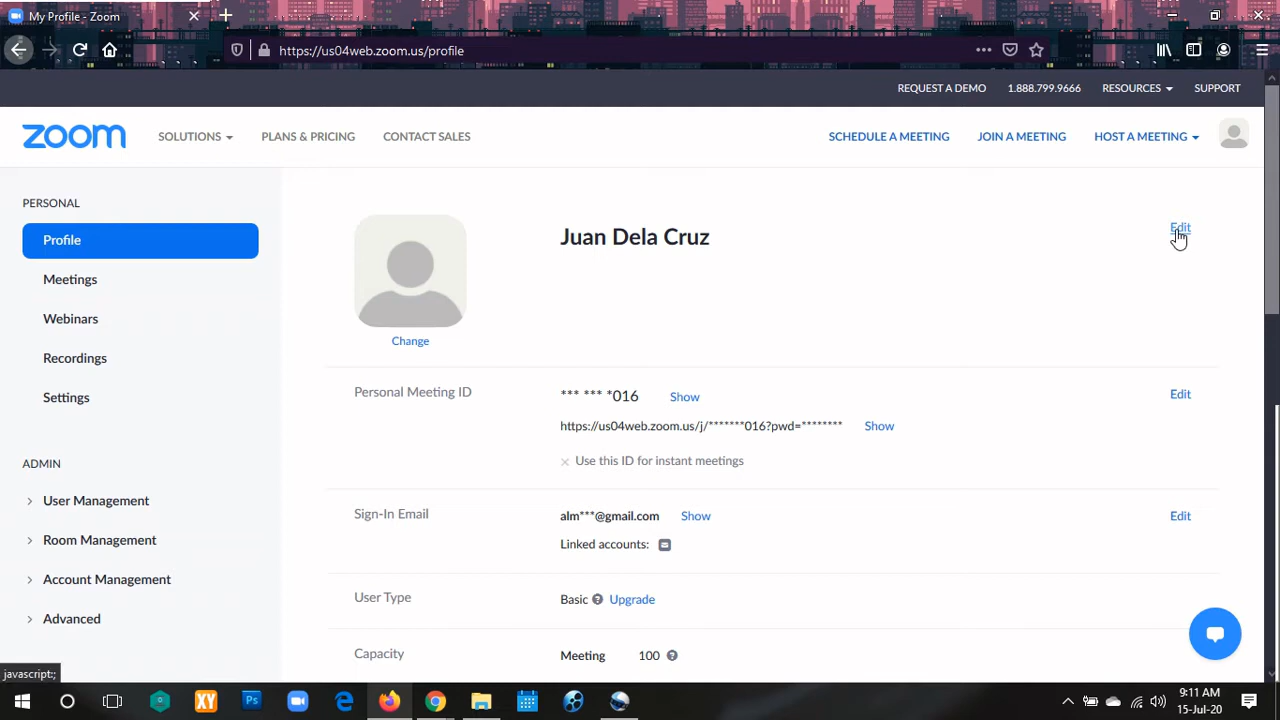 My Profile - Zoom
https://us04web.zoom.us/profile
REQUEST A DEMO 1.888.799.9666 RESOURCES SUPPORT
zoom SOLUTIONS PLANS & PRICING CONTACT SALES SCHEDULE A MEETING JOIN A MEETING HOST A MEETING
PERSONAL
Profile
Meetings
Webinars
Recordings
Settings
ADMIN
User Management
Room Management
Account Management
Advanced
Juan Dela Cruz Edit
Change
Personal Meeting ID *** *** *016 Show Edit
https://us04web.zoom.us/j/*******016?pwd=******** Show
Use this ID for instant meetings
Sign-In Email alm***@gmail.com Show Edit
Linked accounts:
User Type Basic Upgrade
Capacity Meeting 100
javascript:;
XY Ps
9:11 AM
15-Jul-20